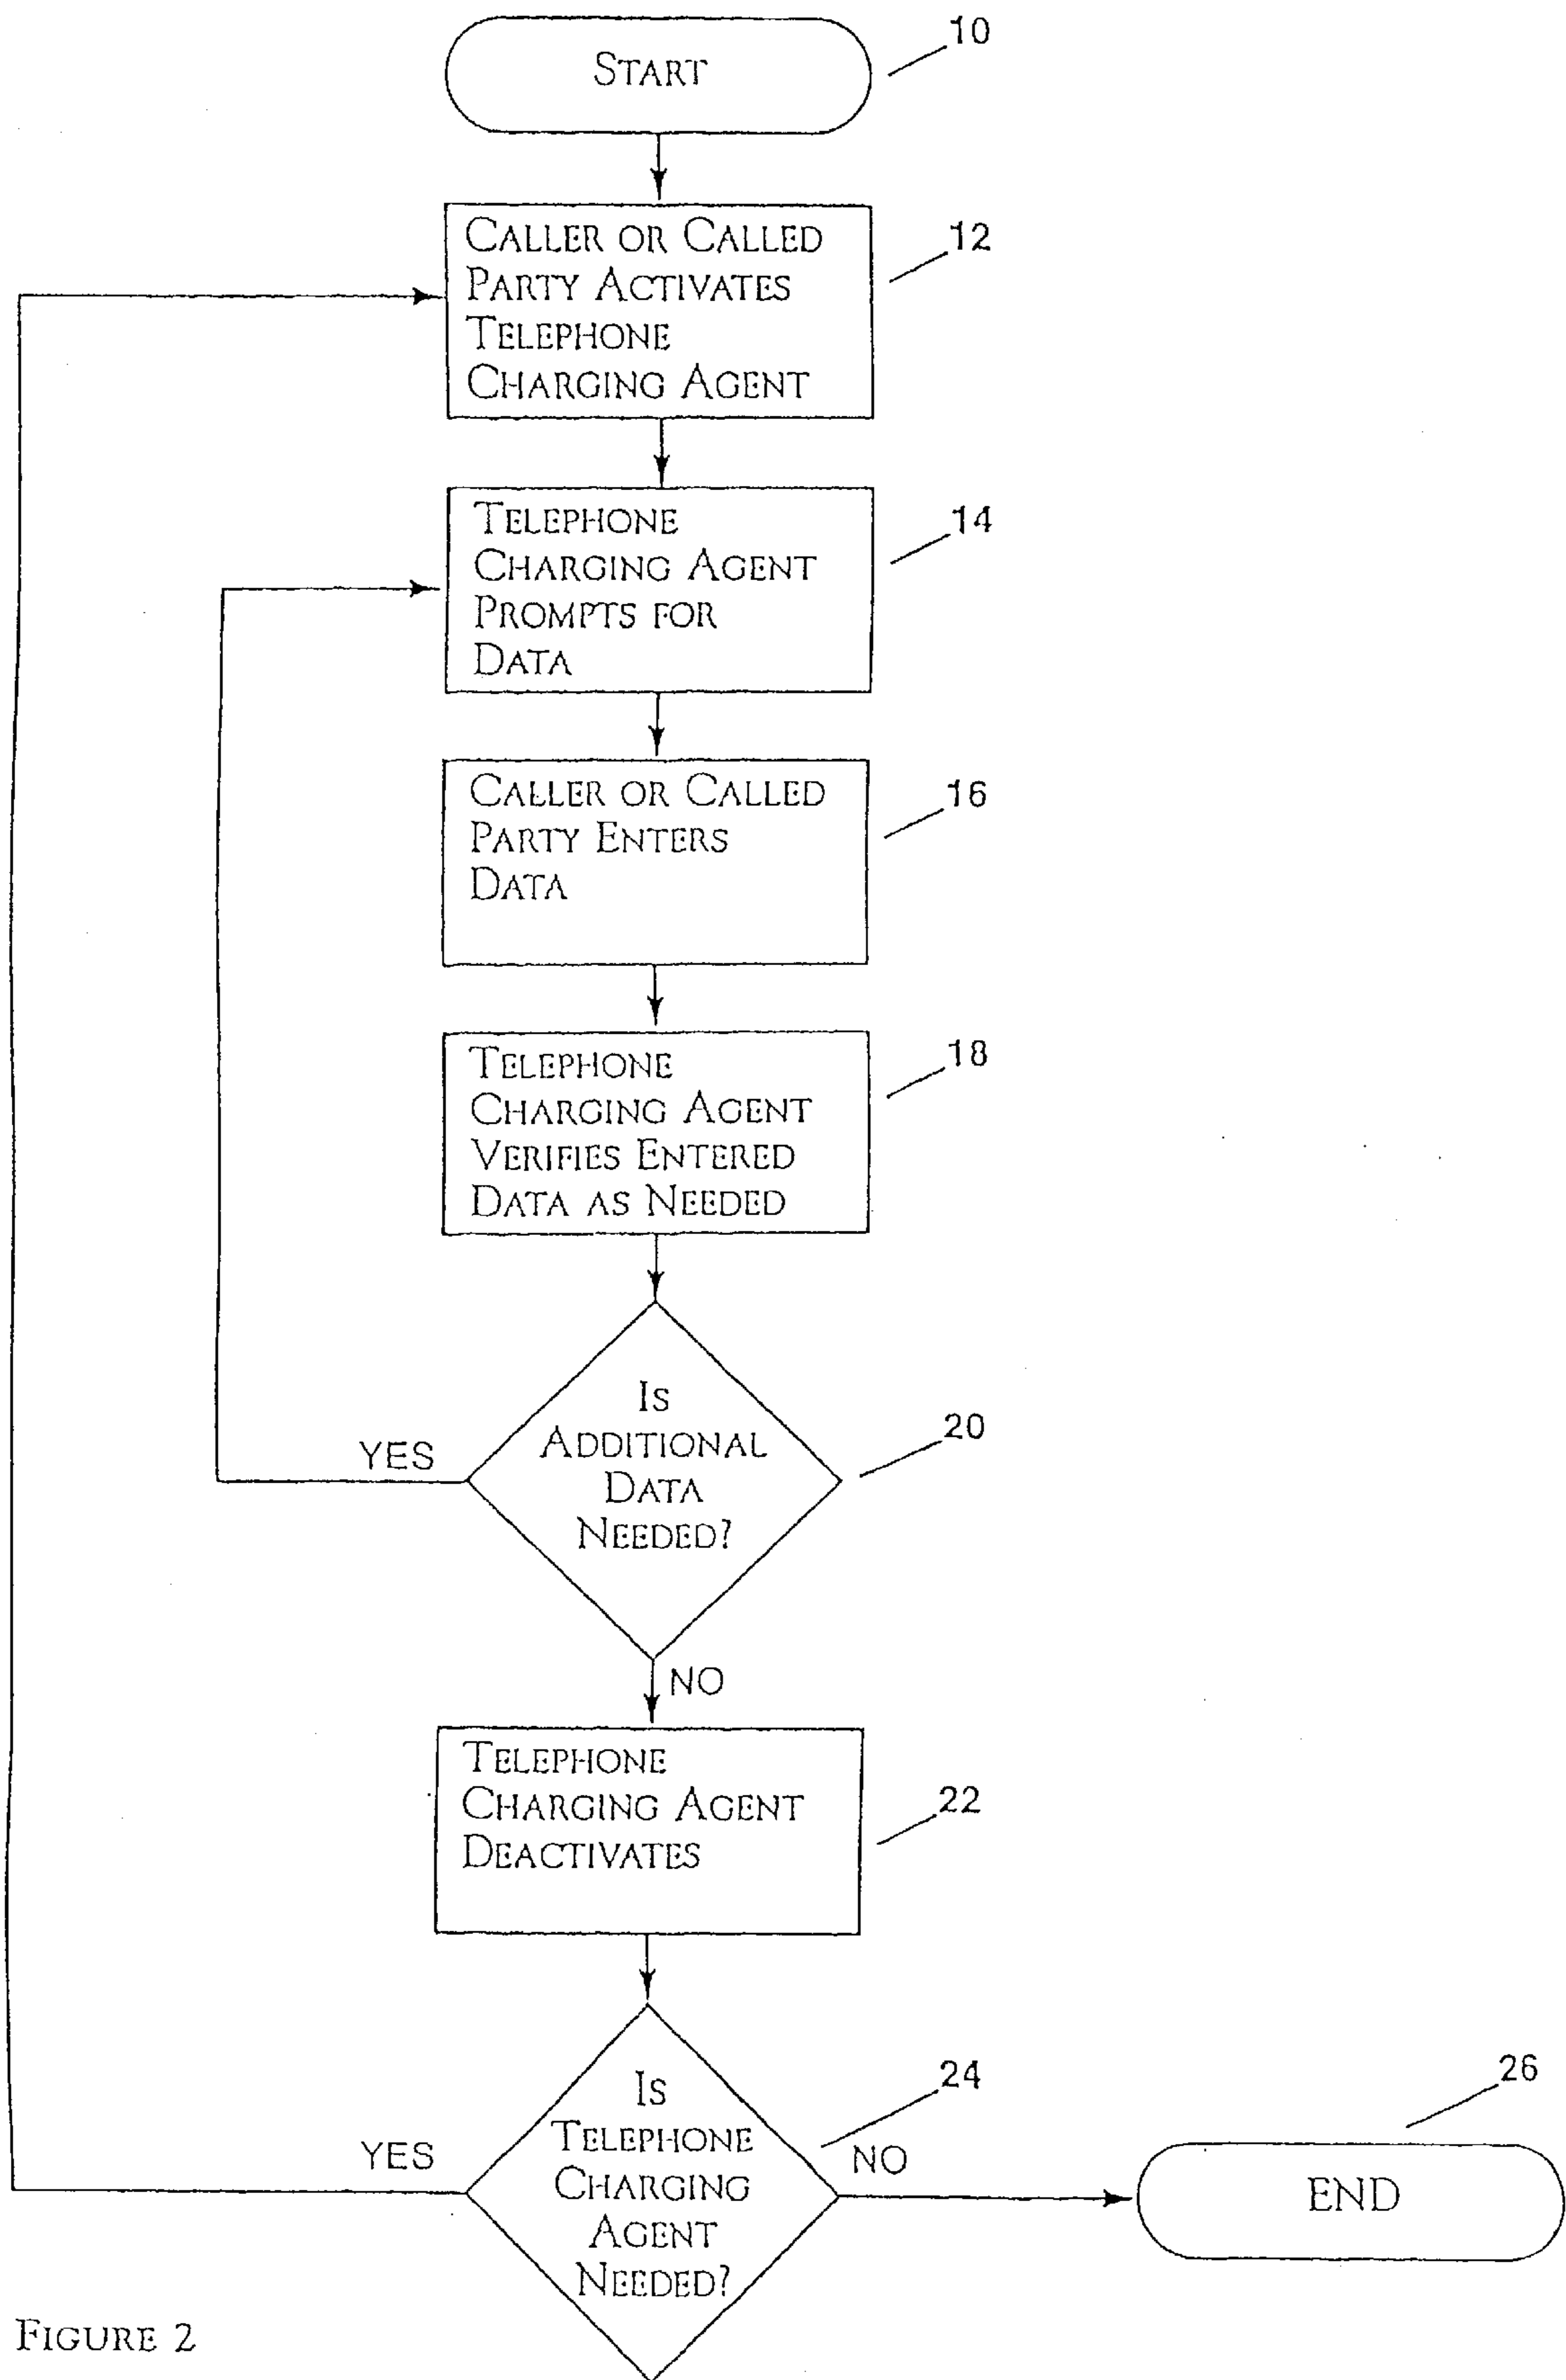 START
10
CALLER OR CALLED
PARTY ACTIVATES
TELEPHONE
CHARGING AGENT
12
TELEPHONE
CHARGING AGENT
PROMPTS FOR
DATA
14
CALLER OR CALLED
PARTY ENTERS
DATA
16
TELEPHONE
CHARGING AGENT
VERIFIES ENTERED
DATA AS NEEDED
18
IS
ADDITIONAL
DATA
NEEDED?
20
YES
NO
TELEPHONE
CHARGING AGENT
DEACTIVATES
22
IS
TELEPHONE
CHARGING
AGENT
NEEDED?
24
YES
NO
END
26
FIGURE 2